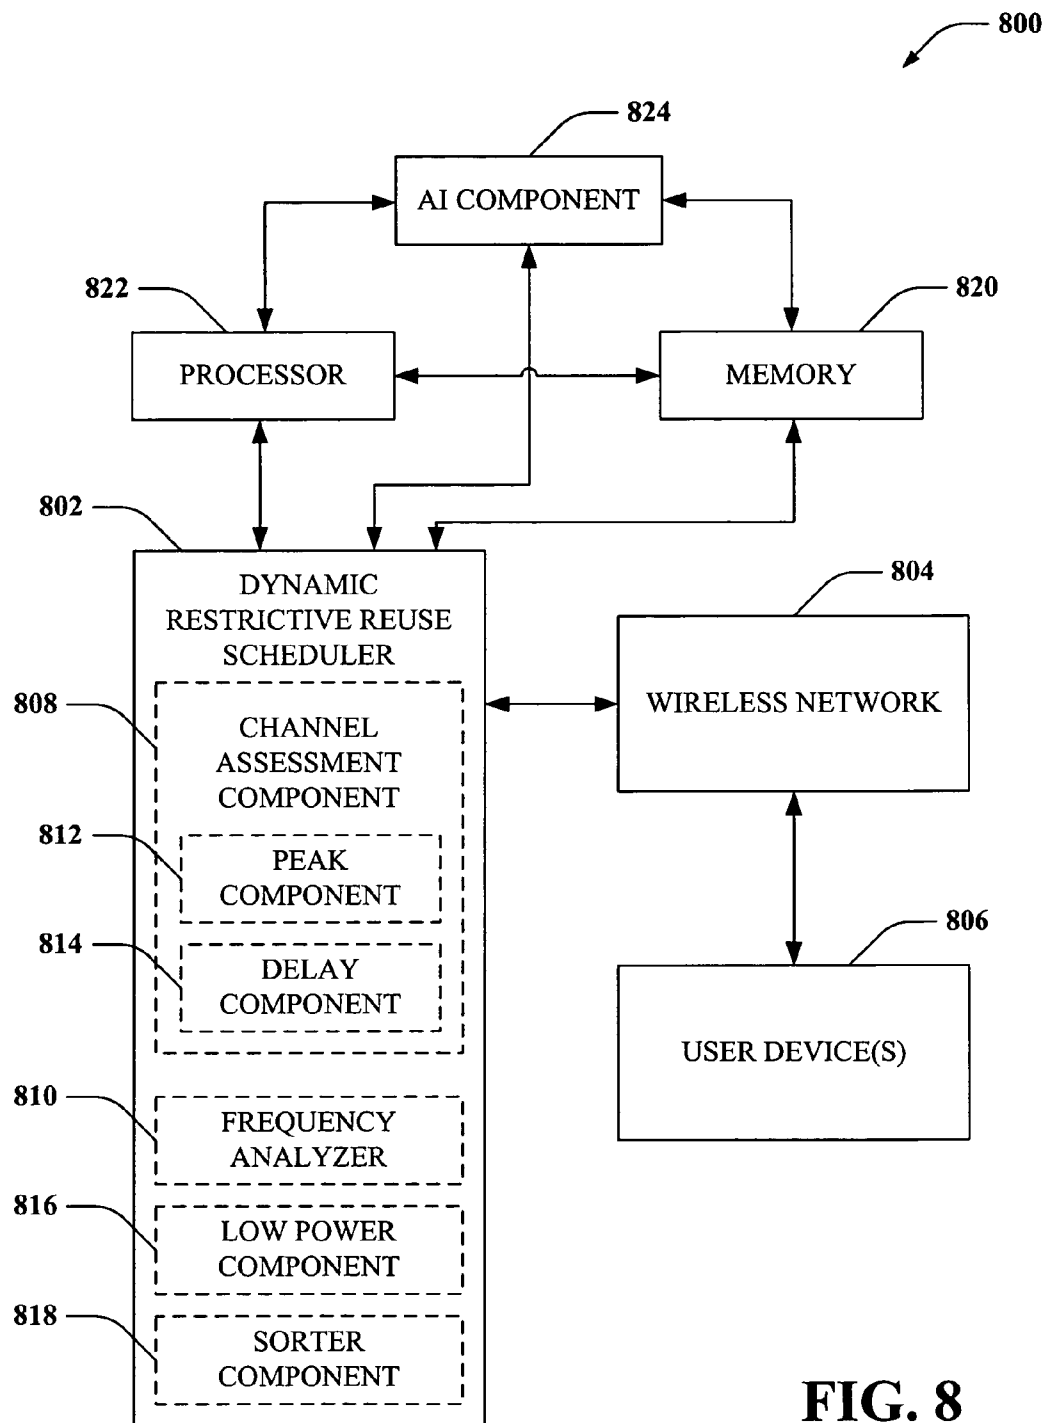 800
824
AI COMPONENT
822
820
PROCESSOR
MEMORY
802
804
DYNAMIC
RESTRICTIVE REUSE
SCHEDULER
WIRELESS NETWORK
808
CHANNEL
ASSESSMENT
COMPONENT
812
PEAK
COMPONENT
806
814
DELAY
COMPONENT
USER DEVICE(S)
810
FREQUENCY
ANALYZER
816
LOW POWER
COMPONENT
818
SORTER
COMPONENT
FIG. 8